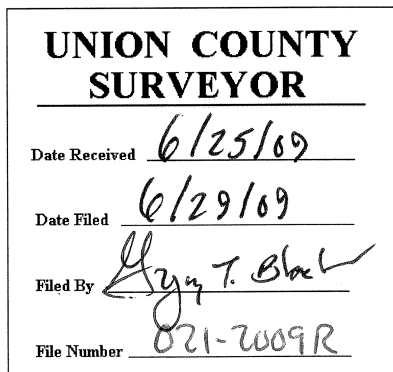 UNION COUNTY
SURVEYOR
Date Received 6/25/09
Date Filed 6/29/09
Filed By T.
File Number 021-2009R